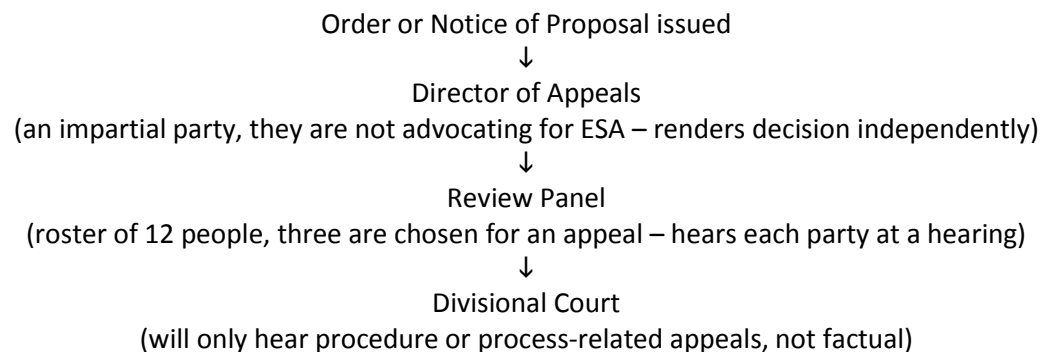 Order or Notice of Proposal issued
↓
Director of Appeals
(an impartial party, they are not advocating for ESA – renders decision independently)
↓
Review Panel
(roster of 12 people, three are chosen for an appeal – hears each party at a hearing)
↓
Divisional Court
(will only hear procedure or process-related appeals, not factual)